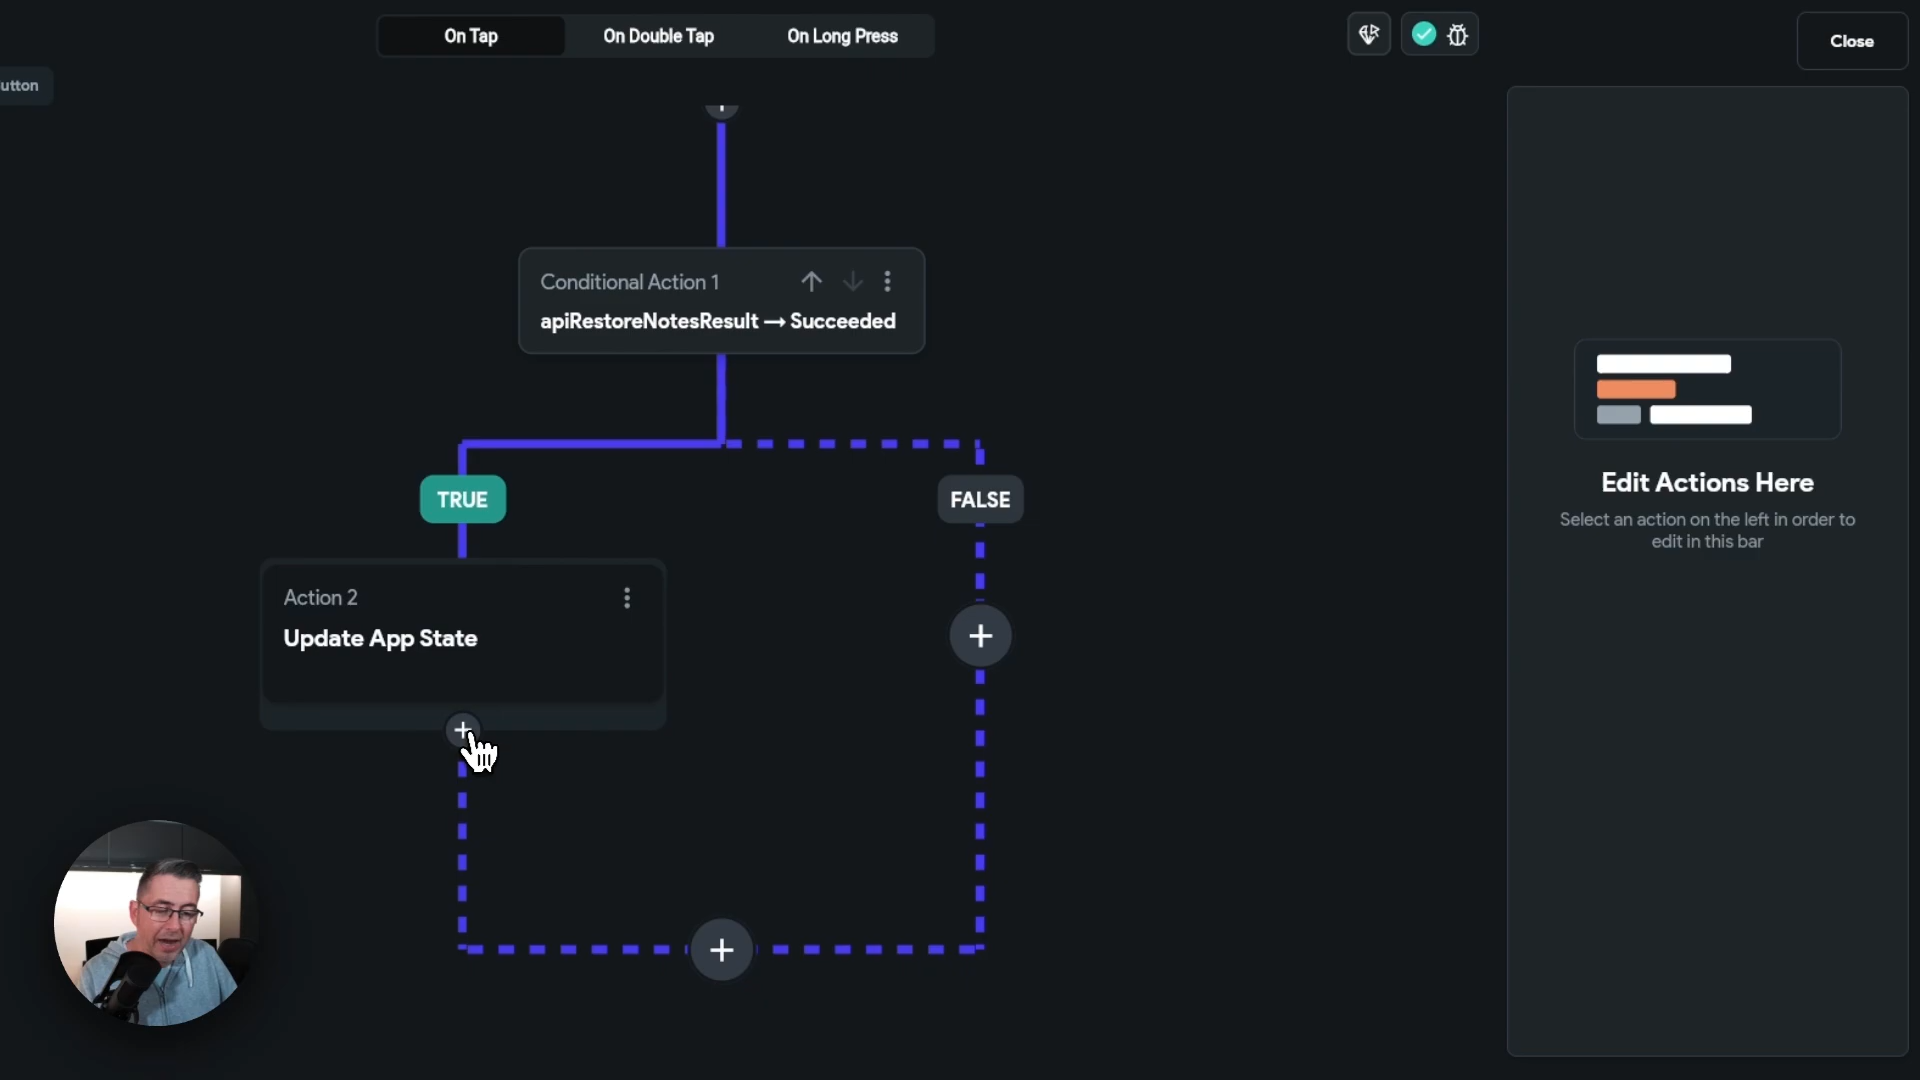 On Tap
On Double Tap
On Long Press
Close
utton
Conditional Action 1
apiRestoreNotesResult → Succeeded
TRUE
FALSE
Action 2
Update App State
Edit Actions Here
Select an action on the left in order to
edit in this bar